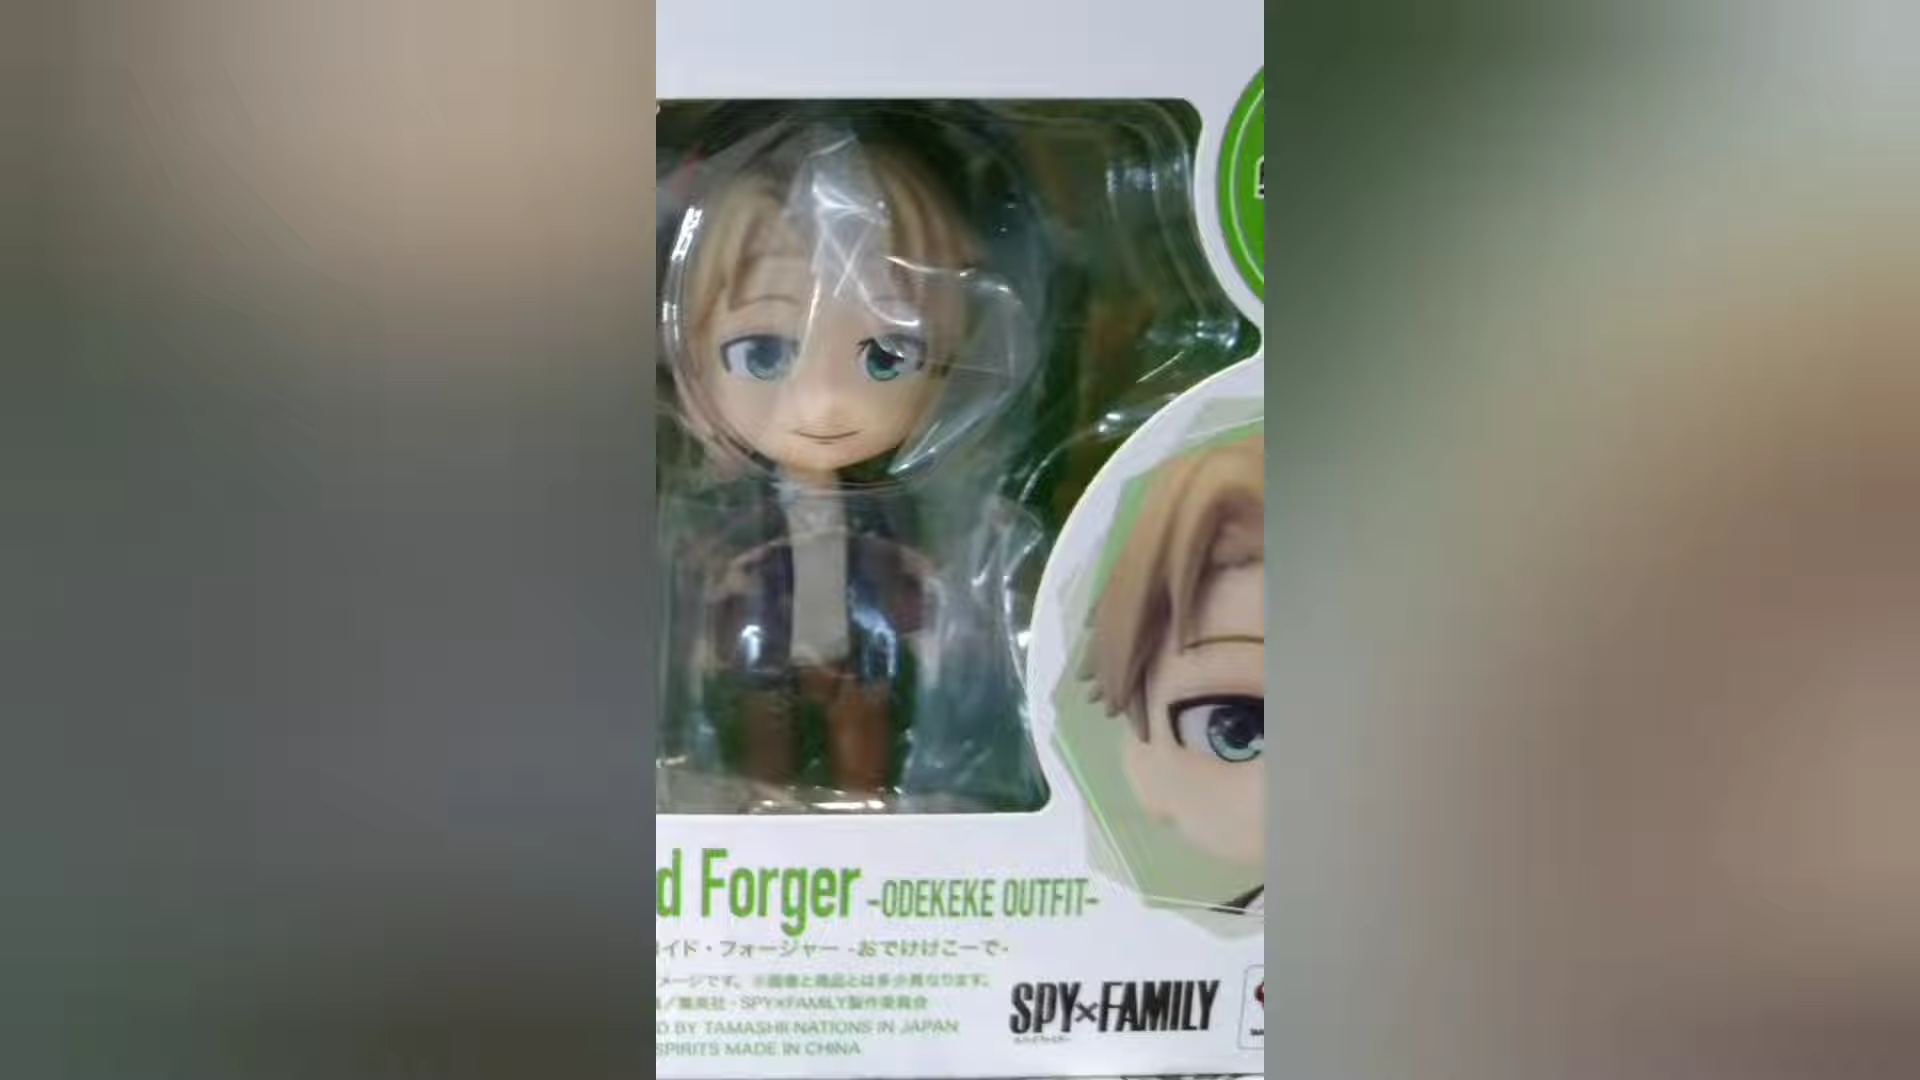 d Forger -ODEKEKE OUTFIT-
イド・フォージャー -おでけけこーで-
メージです。※画像と商品とは多少異なります。
/集英社・SPY×FAMILY製作委員会
D BY TAMASHII NATIONS IN JAPAN
SPIRITS MADE IN CHINA
SPY×FAMILY